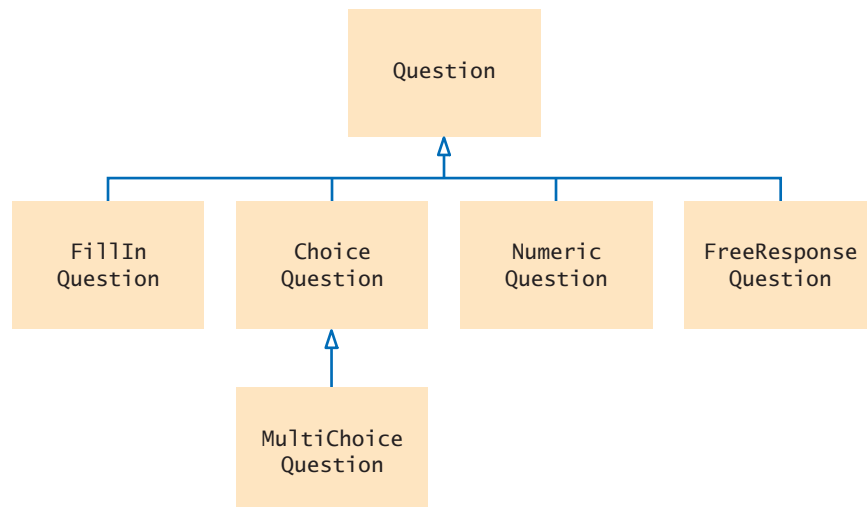 Question
FillIn
Question
Choice
Question
Numeric
Question
FreeResponse
Question
MultiChoice
Question